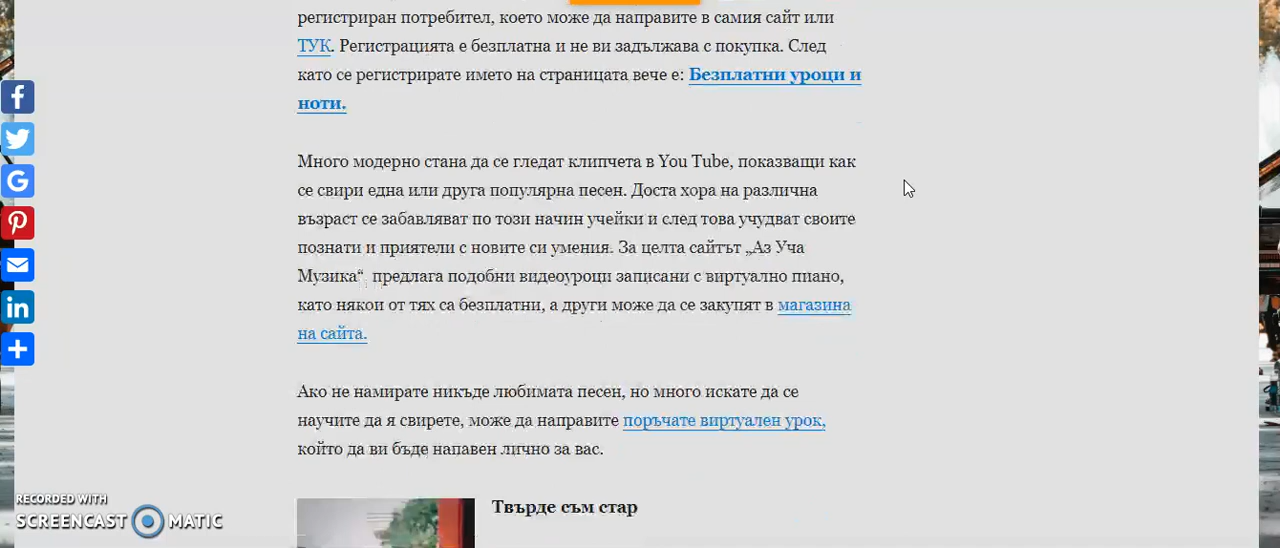 регистриран потребител, което може да направите в самия сайт или
ТУК. Регистрацията е безплатна и не ви задължава с покупка. След
като се регистрирате името на страницата вече е: Безплатни уроци и
ноти.
Много модерно стана да се гледат клипчета в You Tube, показващи как
се свири една или друга популярна песен. Доста хора на различна
възраст се забавляват по този начин учейки и след това учудват своите
познати и приятели с новите си умения. За целта сайтът „Аз Уча
Музика“, предлага подобни видеоуроци записани с виртуално пиано,
като някои от тях са безплатни, а други може да се закупят в магазина
на сайта.
Ако не намирате никъде любимата песен, но много искате да се
научите да я свирете, може да направите поръчате виртуален урок,
който да ви бъде напавен лично за вас.
Твърде съм стар
RECORDED WITH
SCREENCAST MATIC